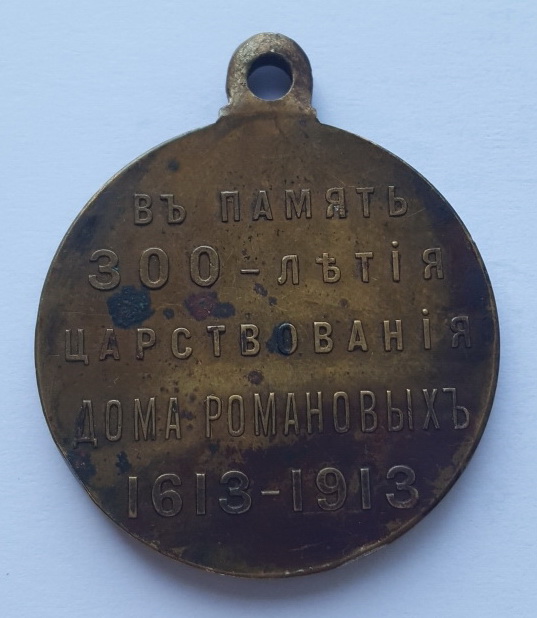 ВЪ ПАМЯТЬ
300-ЛѢТІЯ
ЦАРСТВОВАНІЯ
ДОМА РОМАНОВЫХЪ
1613-1913